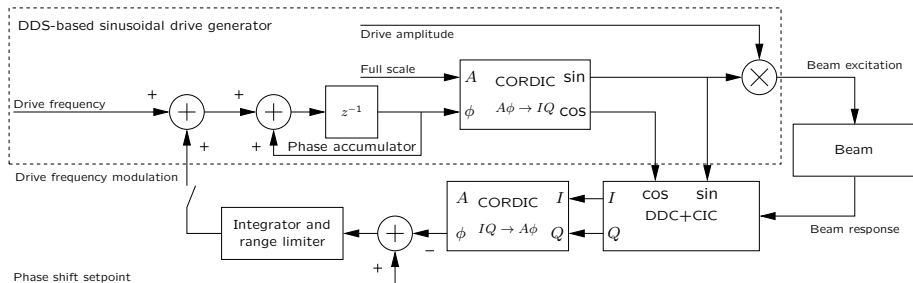 DDS-based sinusoidal drive generator
Drive amplitude
Full scale
A
CORDIC
sin
Beam excitation
Drive frequency
+
+
+
+
z⁻¹
ϕ
Aϕ → IQ
cos
+
+
Phase accumulator
Beam
Drive frequency modulation
A
CORDIC
I
I
cos
sin
DDC+CIC
Integrator and
range limiter
+
−
ϕ
IQ → Aϕ
Q
Q
Beam response
+
Phase shift setpoint